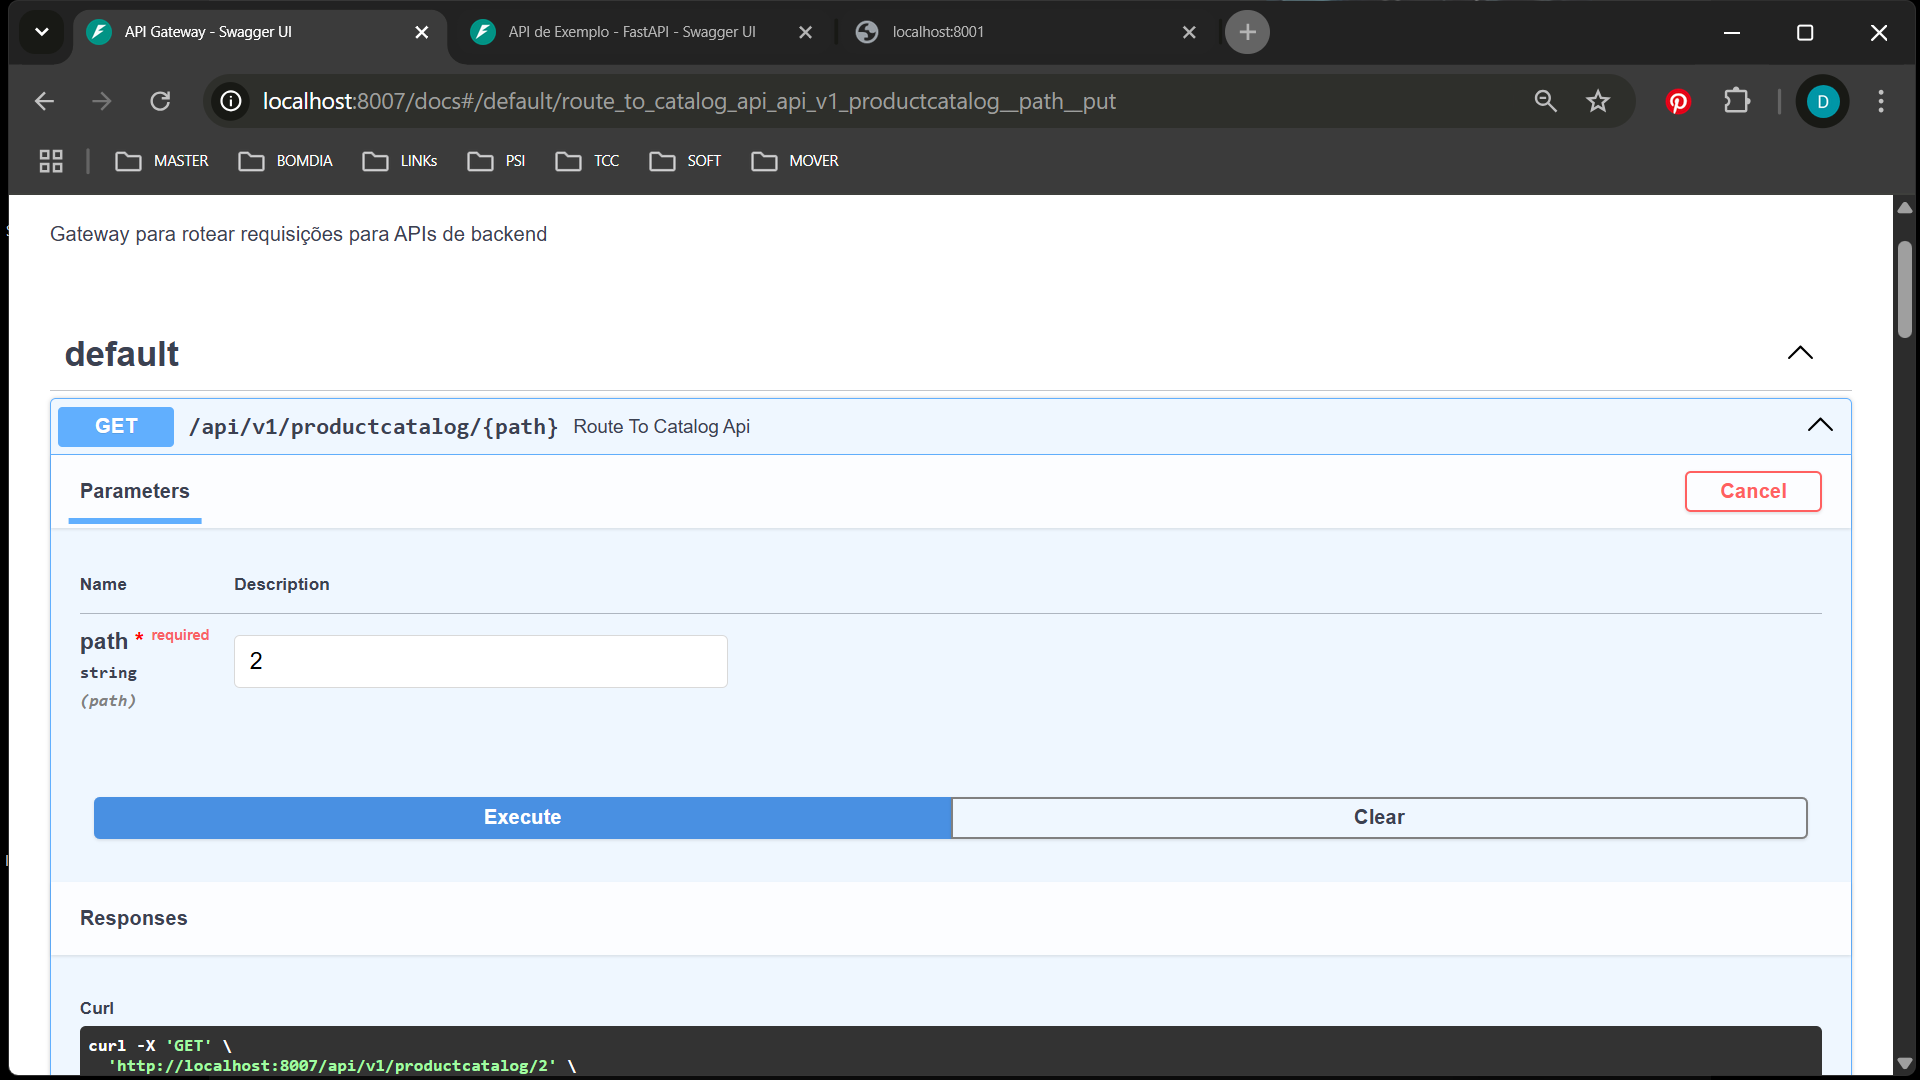 API Gateway - Swagger UI
API de Exemplo - FastAPI - Swagger UI
localhost:8001
localhost:8007/docs#/default/route_to_catalog_api_api_v1_productcatalog__path__put
D
MASTER
BOMDIA
LINKs
PSI
TCC
SOFT
MOVER
Gateway para rotear requisições para APIs de backend
default
GET /api/v1/productcatalog/{path} Route To Catalog Api
Parameters
Cancel
Name Description
path * required
string
(path)
2
Execute
Clear
Responses
Curl
curl -X 'GET' \
'http://localhost:8007/api/v1/productcatalog/2' \